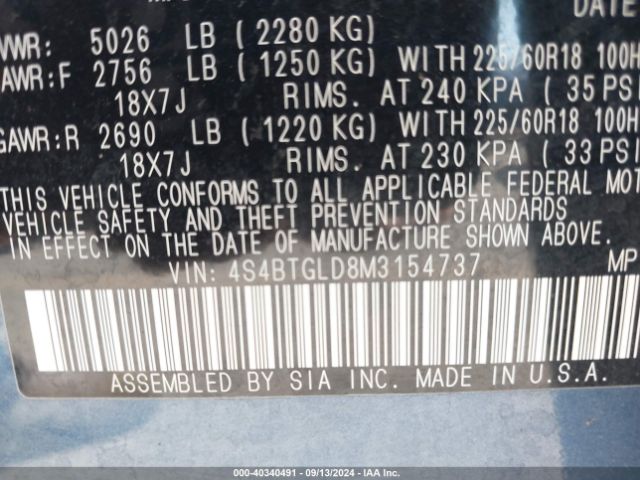 DATE
VWR: 5026 LB ( 2280 KG)
AWR:F 2756 LB ( 1250 KG) WITH 225/60R18 100H
18X7J RIMS. AT 240 KPA ( 35 PSI
GAWR:R 2690 LB ( 1220 KG) WITH 225/60R18 100H
18X7J RIMS. AT 230 KPA ( 33 PSI
THIS VEHICLE CONFORMS TO ALL APPLICABLE FEDERAL MOT
VEHICLE SAFETY AND THEFT PREVENTION STANDARDS
IN EFFECT ON THE DATE OF MANUFACTURE SHOWN ABOVE.
VIN: 4S4BTGLD8M3154737 MP
ASSEMBLED BY SIA INC. MADE IN U.S.A.
000-40340491 - 09/13/2024 - IAA Inc.